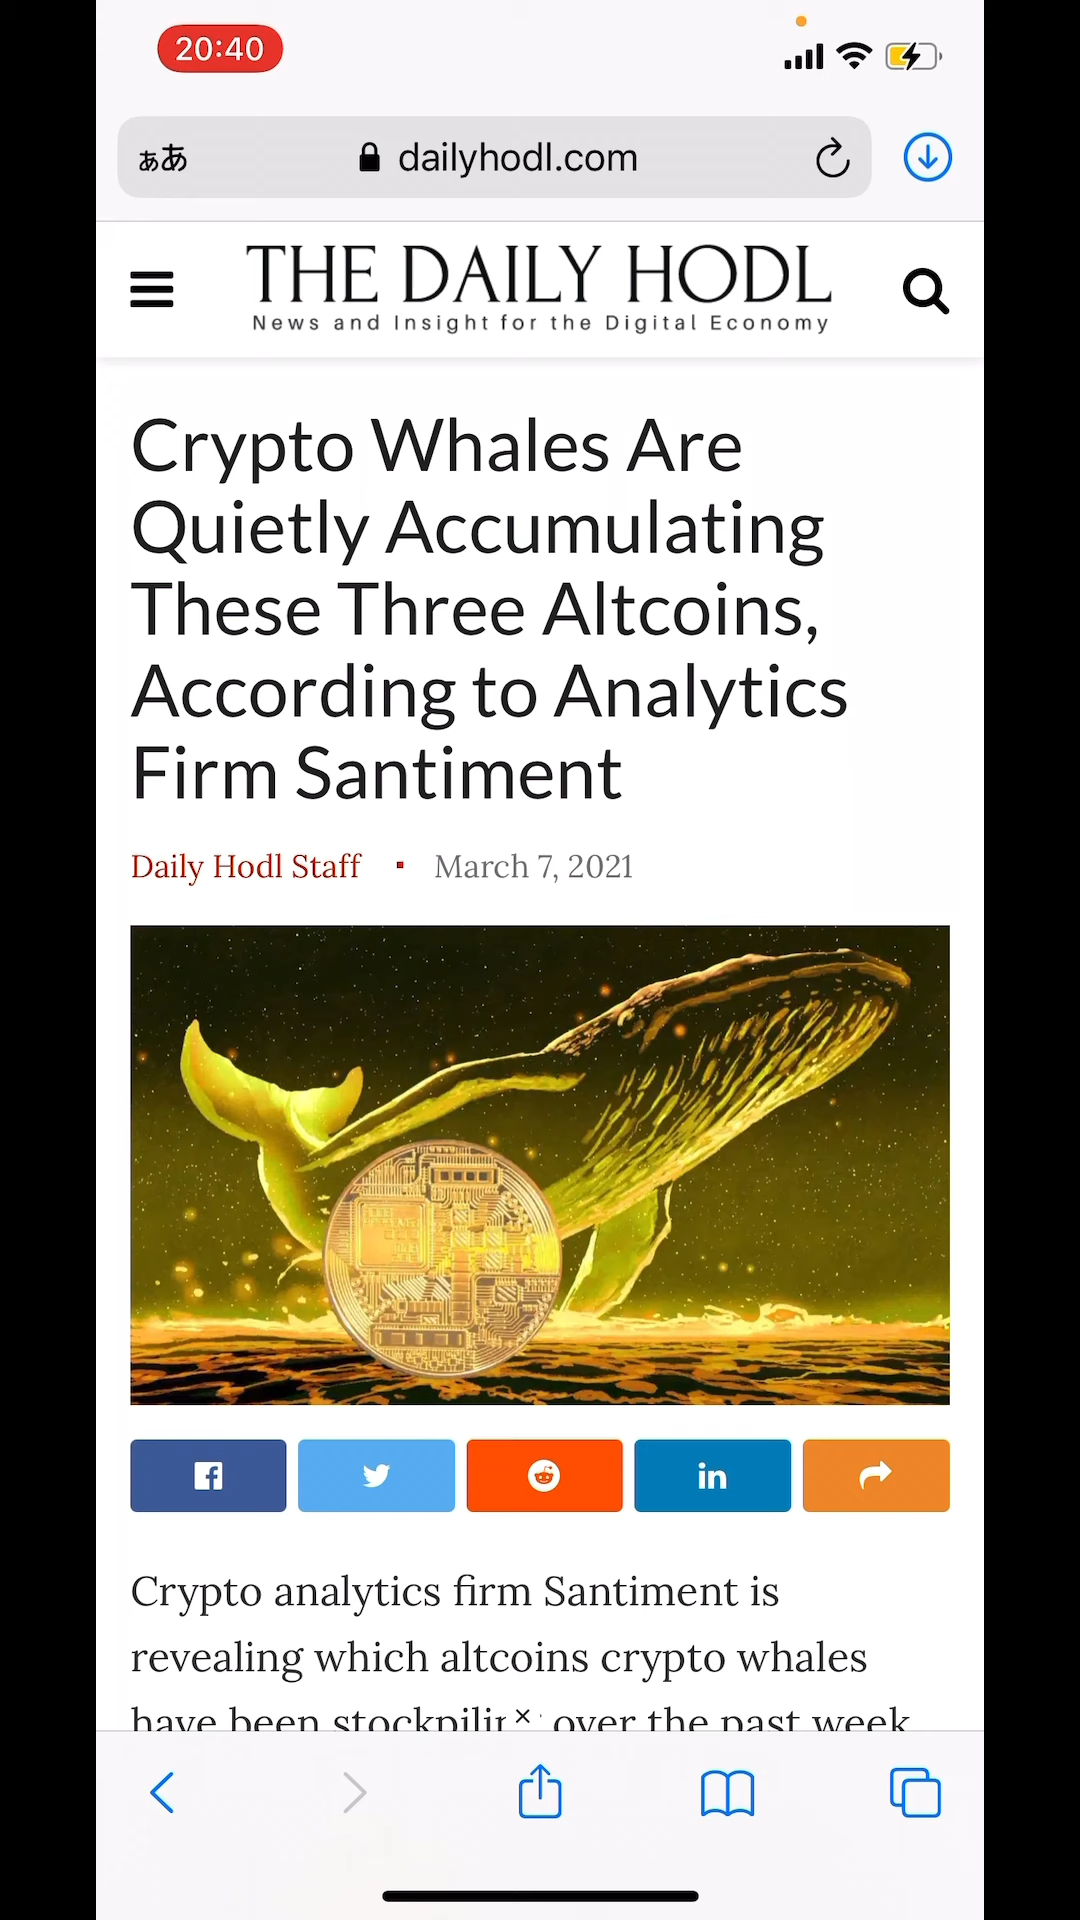 20:40
ああ dailyhodl.com
THE DAILY HODL
News and Insight for the Digital Economy
Crypto Whales Are
Quietly Accumulating
These Three Altcoins,
According to Analytics
Firm Santiment
Daily Hodl Staff ▪ March 7, 2021
in
Crypto analytics firm Santiment is
revealing which altcoins crypto whales
have been over the past week